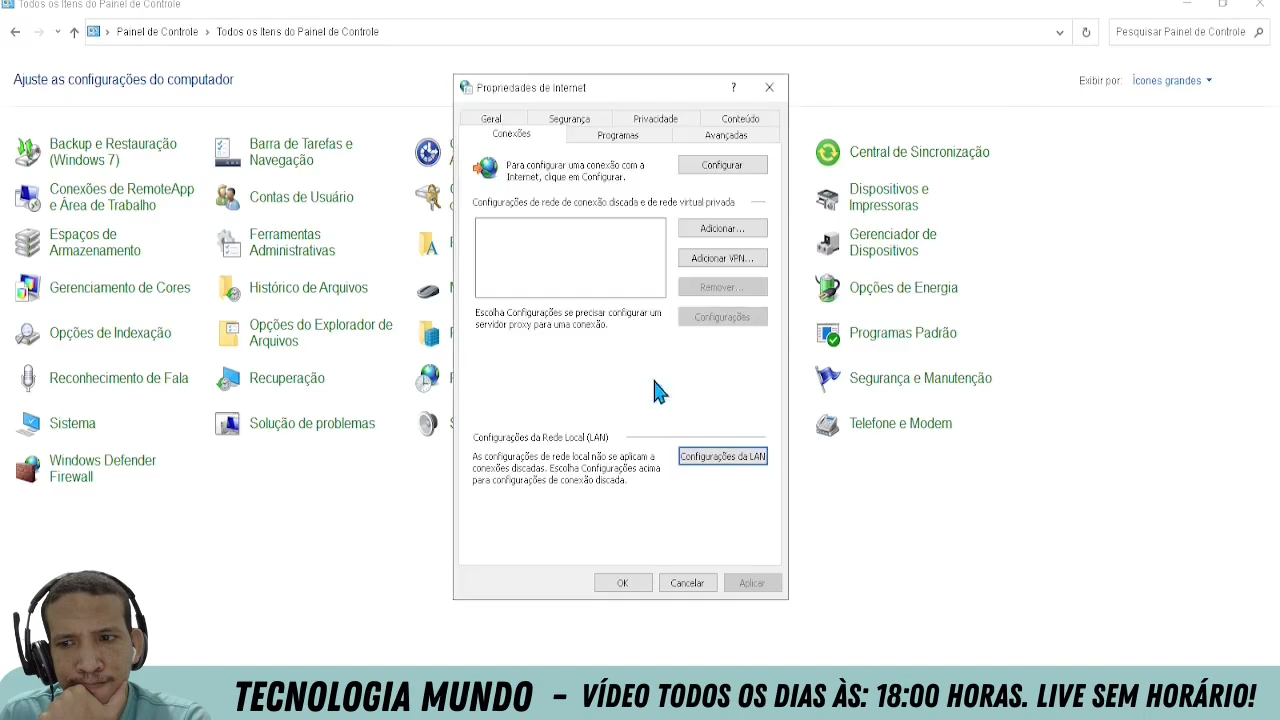 Todos os Itens do Painel de Controle
Painel de Controle
Todos os Itens do Painel de Controle
Pesquisar Painel de Controle
Ajuste as configurações do computador
Exibir por:
Ícones grandes
Backup e Restauração
(Windows 7)
Conexões de RemoteApp
e Área de Trabalho
Espaços de
Armazenamento
Gerenciamento de Cores
Opções de Indexação
Reconhecimento de Fala
Sistema
Windows Defender
Firewall
Barra de Tarefas e
Navegação
Contas de Usuário
Ferramentas
Administrativas
Histórico de Arquivos
Opções do Explorador de
Arquivos
Recuperação
Solução de problemas
Propriedades de Internet
?
Geral
Segurança
Privacidade
Conteúdo
Conexões
Programas
Avançadas
Para configurar uma conexão com a
Internet, clique em Configurar.
Configurar
Configurações de rede de conexão discada e de rede virtual privada
Adicionar...
Adicionar VPN...
Remover...
Escolha Configurações se precisar configurar um
servidor proxy para uma conexão.
Configurações
Configurações da Rede Local (LAN)
As configurações de rede local não se aplicam a
conexões discadas. Escolha Configurações acima
para configurações de conexão discada.
Configurações da LAN
OK
Cancelar
Aplicar
Central de Sincronização
Dispositivos e
Impressoras
Gerenciador de
Dispositivos
Opções de Energia
Programas Padrão
Segurança e Manutenção
Telefone e Modem
TECNOLOGIA MUNDO - VÍDEO TODOS OS DIAS ÀS: 18:00 HORAS. LIVE SEM HORÁRIO!